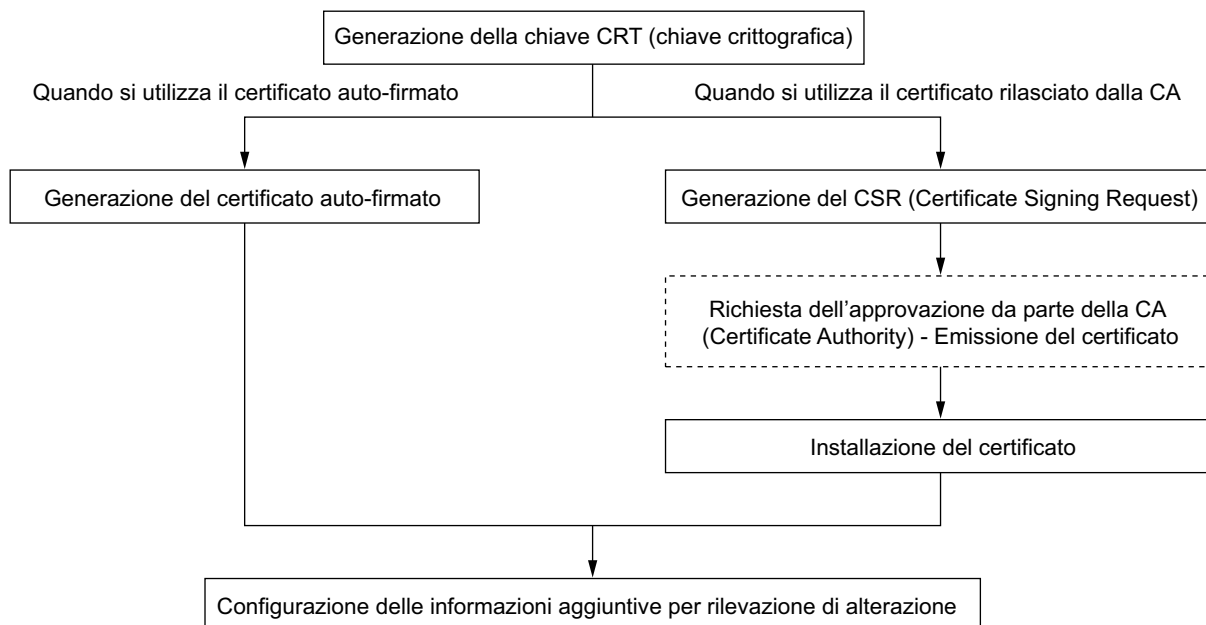 Generazione della chiave CRT (chiave crittografica)
Quando si utilizza il certificato auto-firmato
Quando si utilizza il certificato rilasciato dalla CA
Generazione del certificato auto-firmato
Generazione del CSR (Certificate Signing Request)
Richiesta dell’approvazione da parte della CA
(Certificate Authority) - Emissione del certificato
Installazione del certificato
Configurazione delle informazioni aggiuntive per rilevazione di alterazione